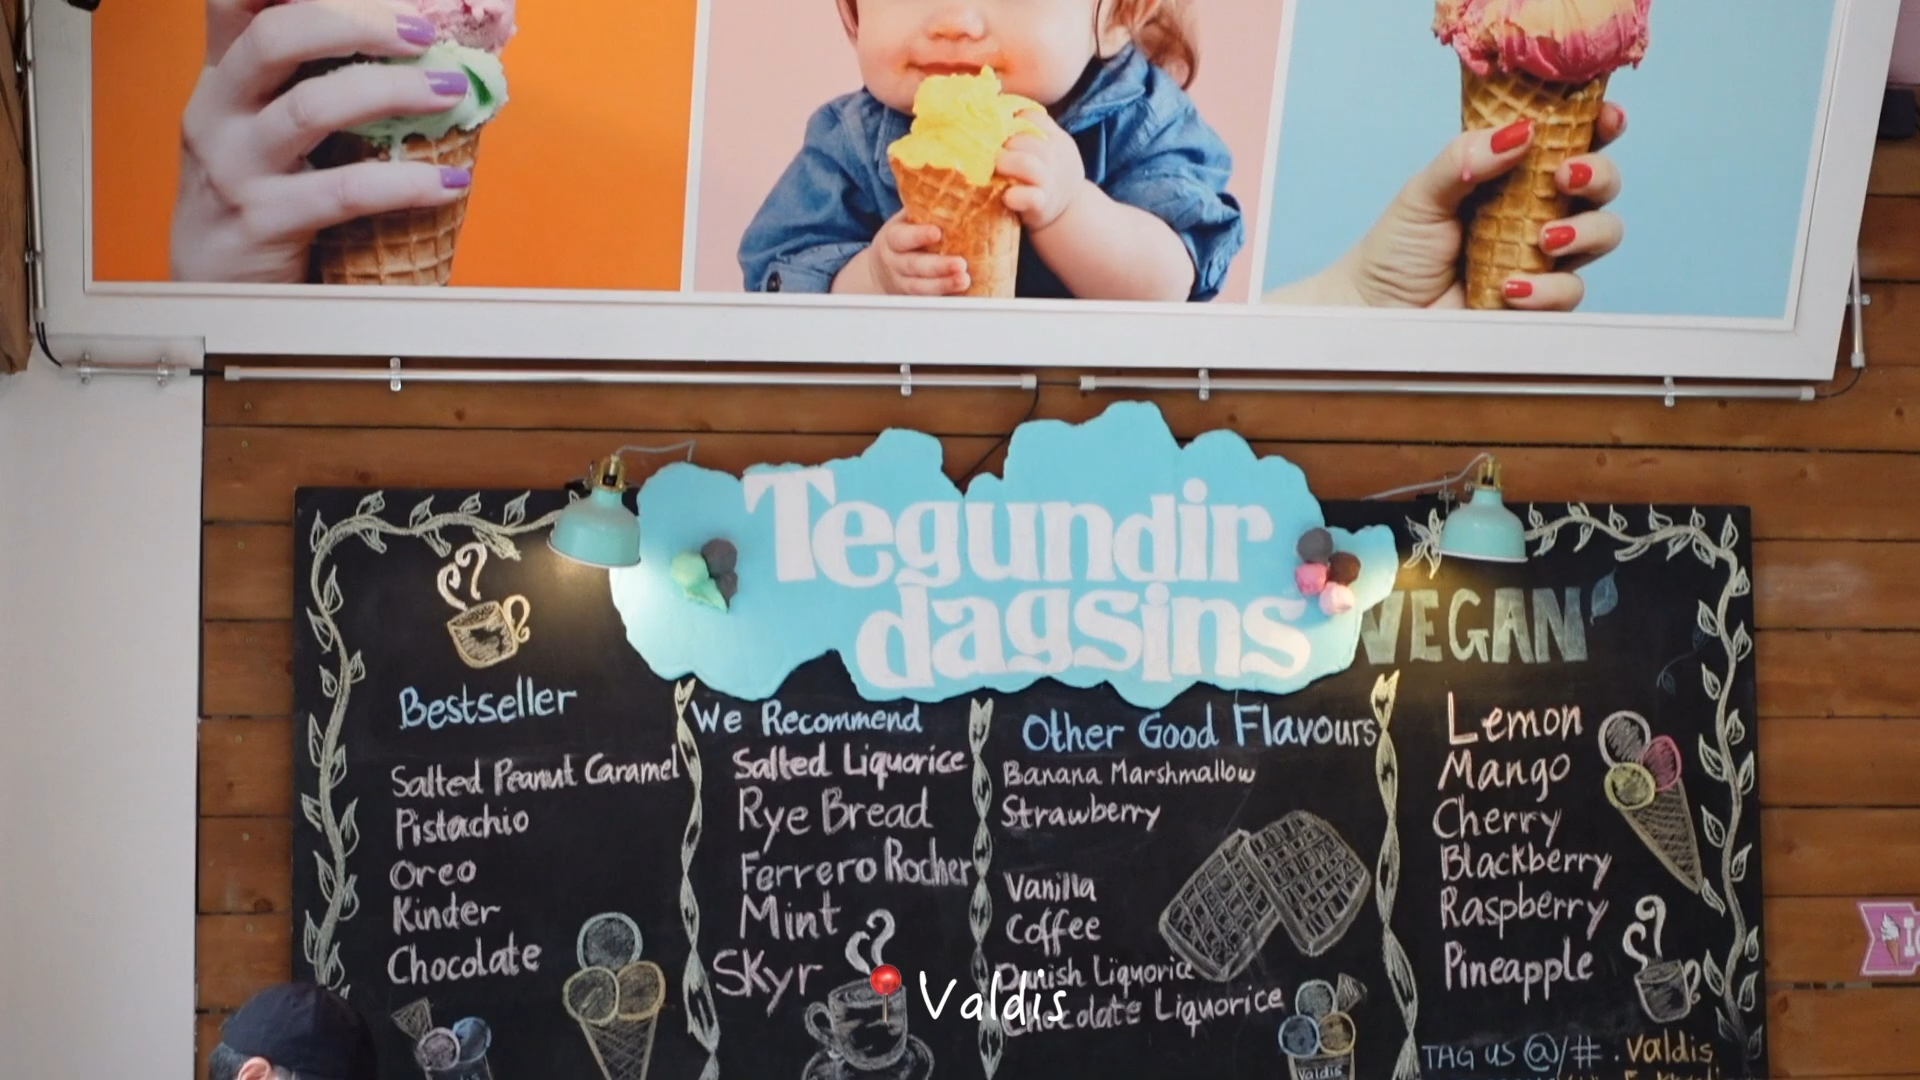 Tegundir
dagsins
VEGAN
Bestseller
Salted Peanut Caramel
Pistachio
Oreo
Kinder
Chocolate
We Recommend
Salted Liquorice
Rye Bread
Ferrero Rocher
Mint
Skyr
Other Good Flavours
Banana Marshmallow
Strawberry
Vanilla
Coffee
Danish Liquorice
Chocolate Liquorice
Lemon
Mango
Cherry
Blackberry
Raspberry
Pineapple
TAG US @/# . Valdis
Valdis
Valdis